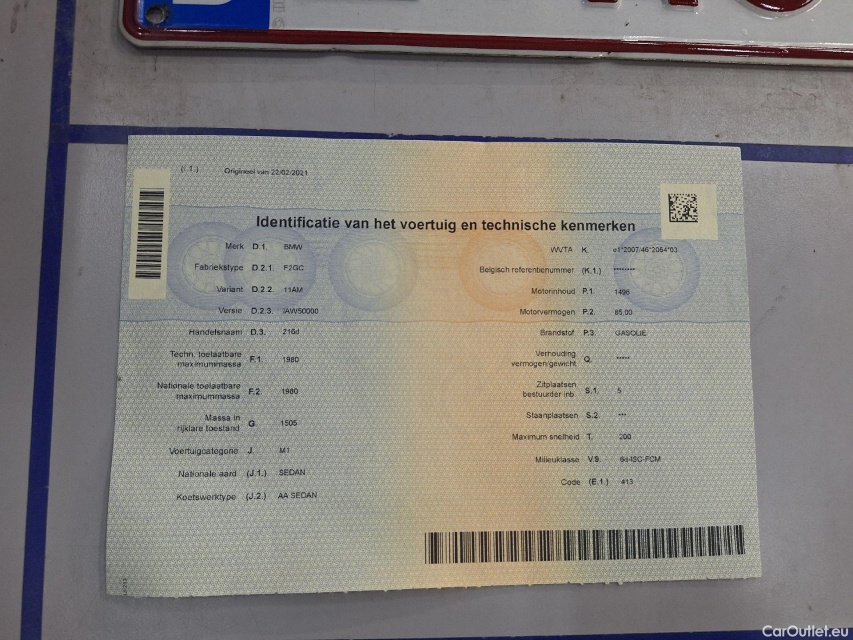 Origineel van 22/02/2021
Identificatie van het voertuig en technische kenmerken
Merk D.1. BMW
Fabriekstype D.2.1. F2GC
Variant D.2.2. 11AM
Versie D.2.3. IAW50000
Handelsnaam D.3. 216d
Techn. toelaatbare
maximummassa F.1. 1980
Nationale toelaatbare
maximummassa F.2. 1980
Massa in
rijklare toestand G. 1505
Voertuigcategorie J. M1
Nationale aard (J.1.) SEDAN
Koetswerktype (J.2.) AA SEDAN
WVTA K. e1*2007/46*2064*03
Belgisch referentienummer (K.1.) ********
Motorinhoud P.1. 1496
Motorvermogen P.2. 85.00
Brandstof P.3. GASOLIE
Verhouding
vermogen/gewicht Q. *****
Zitplaatsen
bestuurder inb S.1. 5
Staanplaatsen S.2. ***
Maximum snelheid T. 200
Milieuklasse V.9. 6d-ISC-FCM
Code (E.1.) 413
CarOutlet.eu